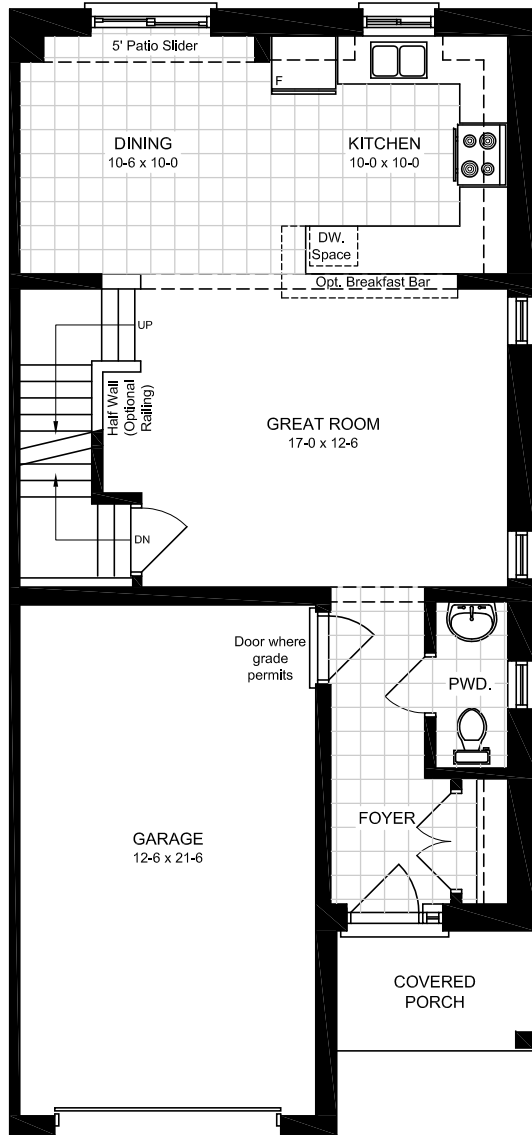 5' Patio Slider
F
DINING
10-6 x 10-0
KITCHEN
10-0 x 10-0
DW.
Space
Opt. Breakfast Bar
UP
Half Wall
(Optional
Railing)
GREAT ROOM
17-0 x 12-6
DN
Door where
grade
permits
PWD.
FOYER
GARAGE
12-6 x 21-6
COVERED
PORCH